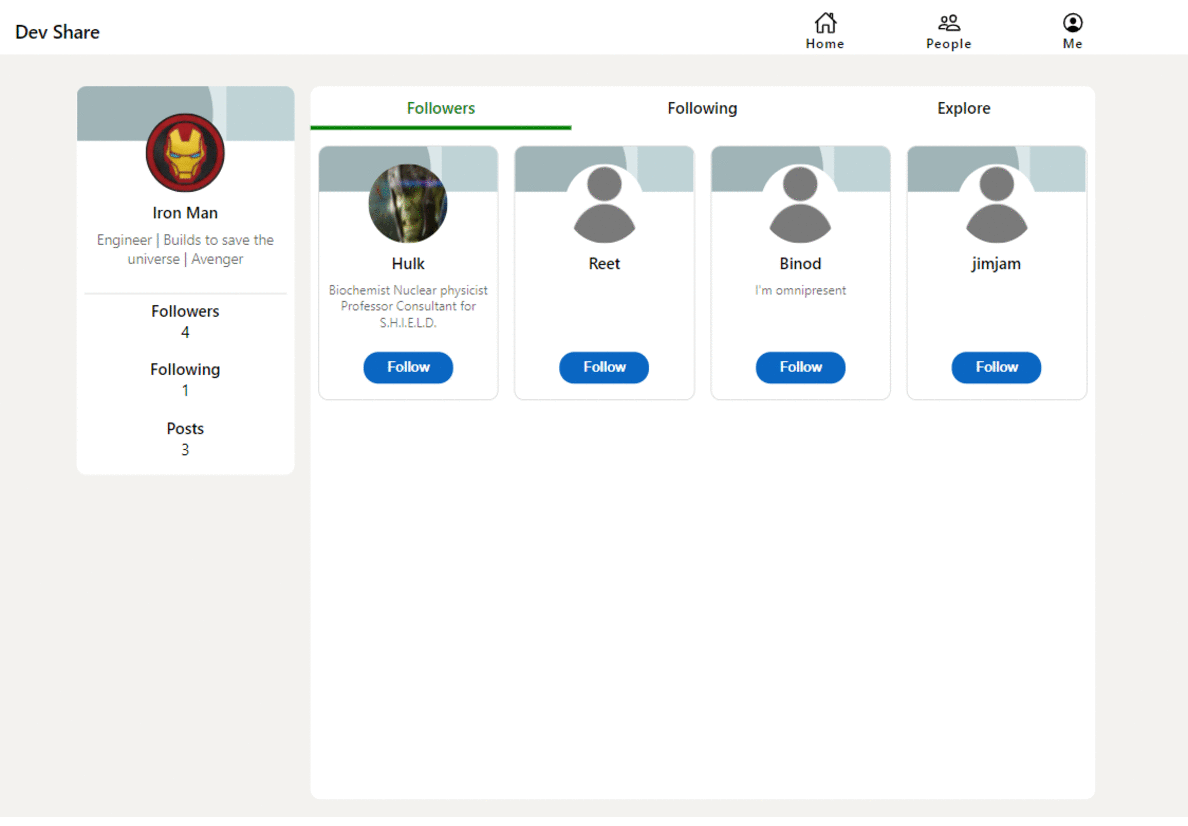 Dev Share
Home
People
Me
Iron Man
Engineer | Builds to save the
universe | Avenger
Followers
4
Following
1
Posts
3
Followers
Following
Explore
Hulk
Biochemist Nuclear physicist
Professor Consultant for
S.H.I.E.L.D.
Follow
Reet
Follow
Binod
I'm omnipresent
Follow
jimjam
Follow